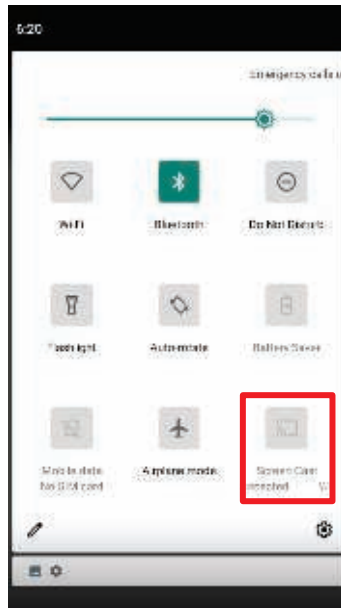 6:20
Emergency calls
Wi-Fi
Bluetooth
Do Not Disturb
Flashlight
Auto-rotate
Battery Saver
Mobile data
No SIM card
Airplane mode
Screen Cast